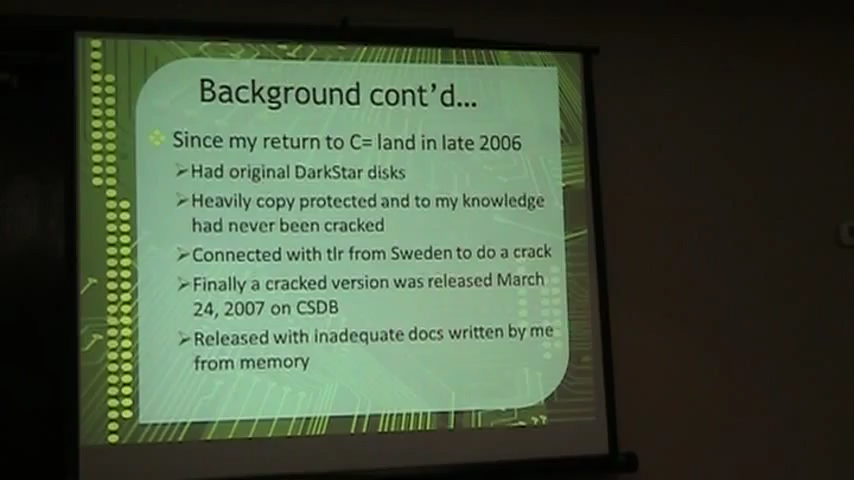 Background cont'd...
Since my return to C= land in late 2006
Had original DarkStar disks
Heavily copy protected and to my knowledge
had never been cracked
Connected with tlr from Sweden to do a crack
Finally a cracked version was released March
24, 2007 on CSDB
Released with inadequate docs written by me
from memory